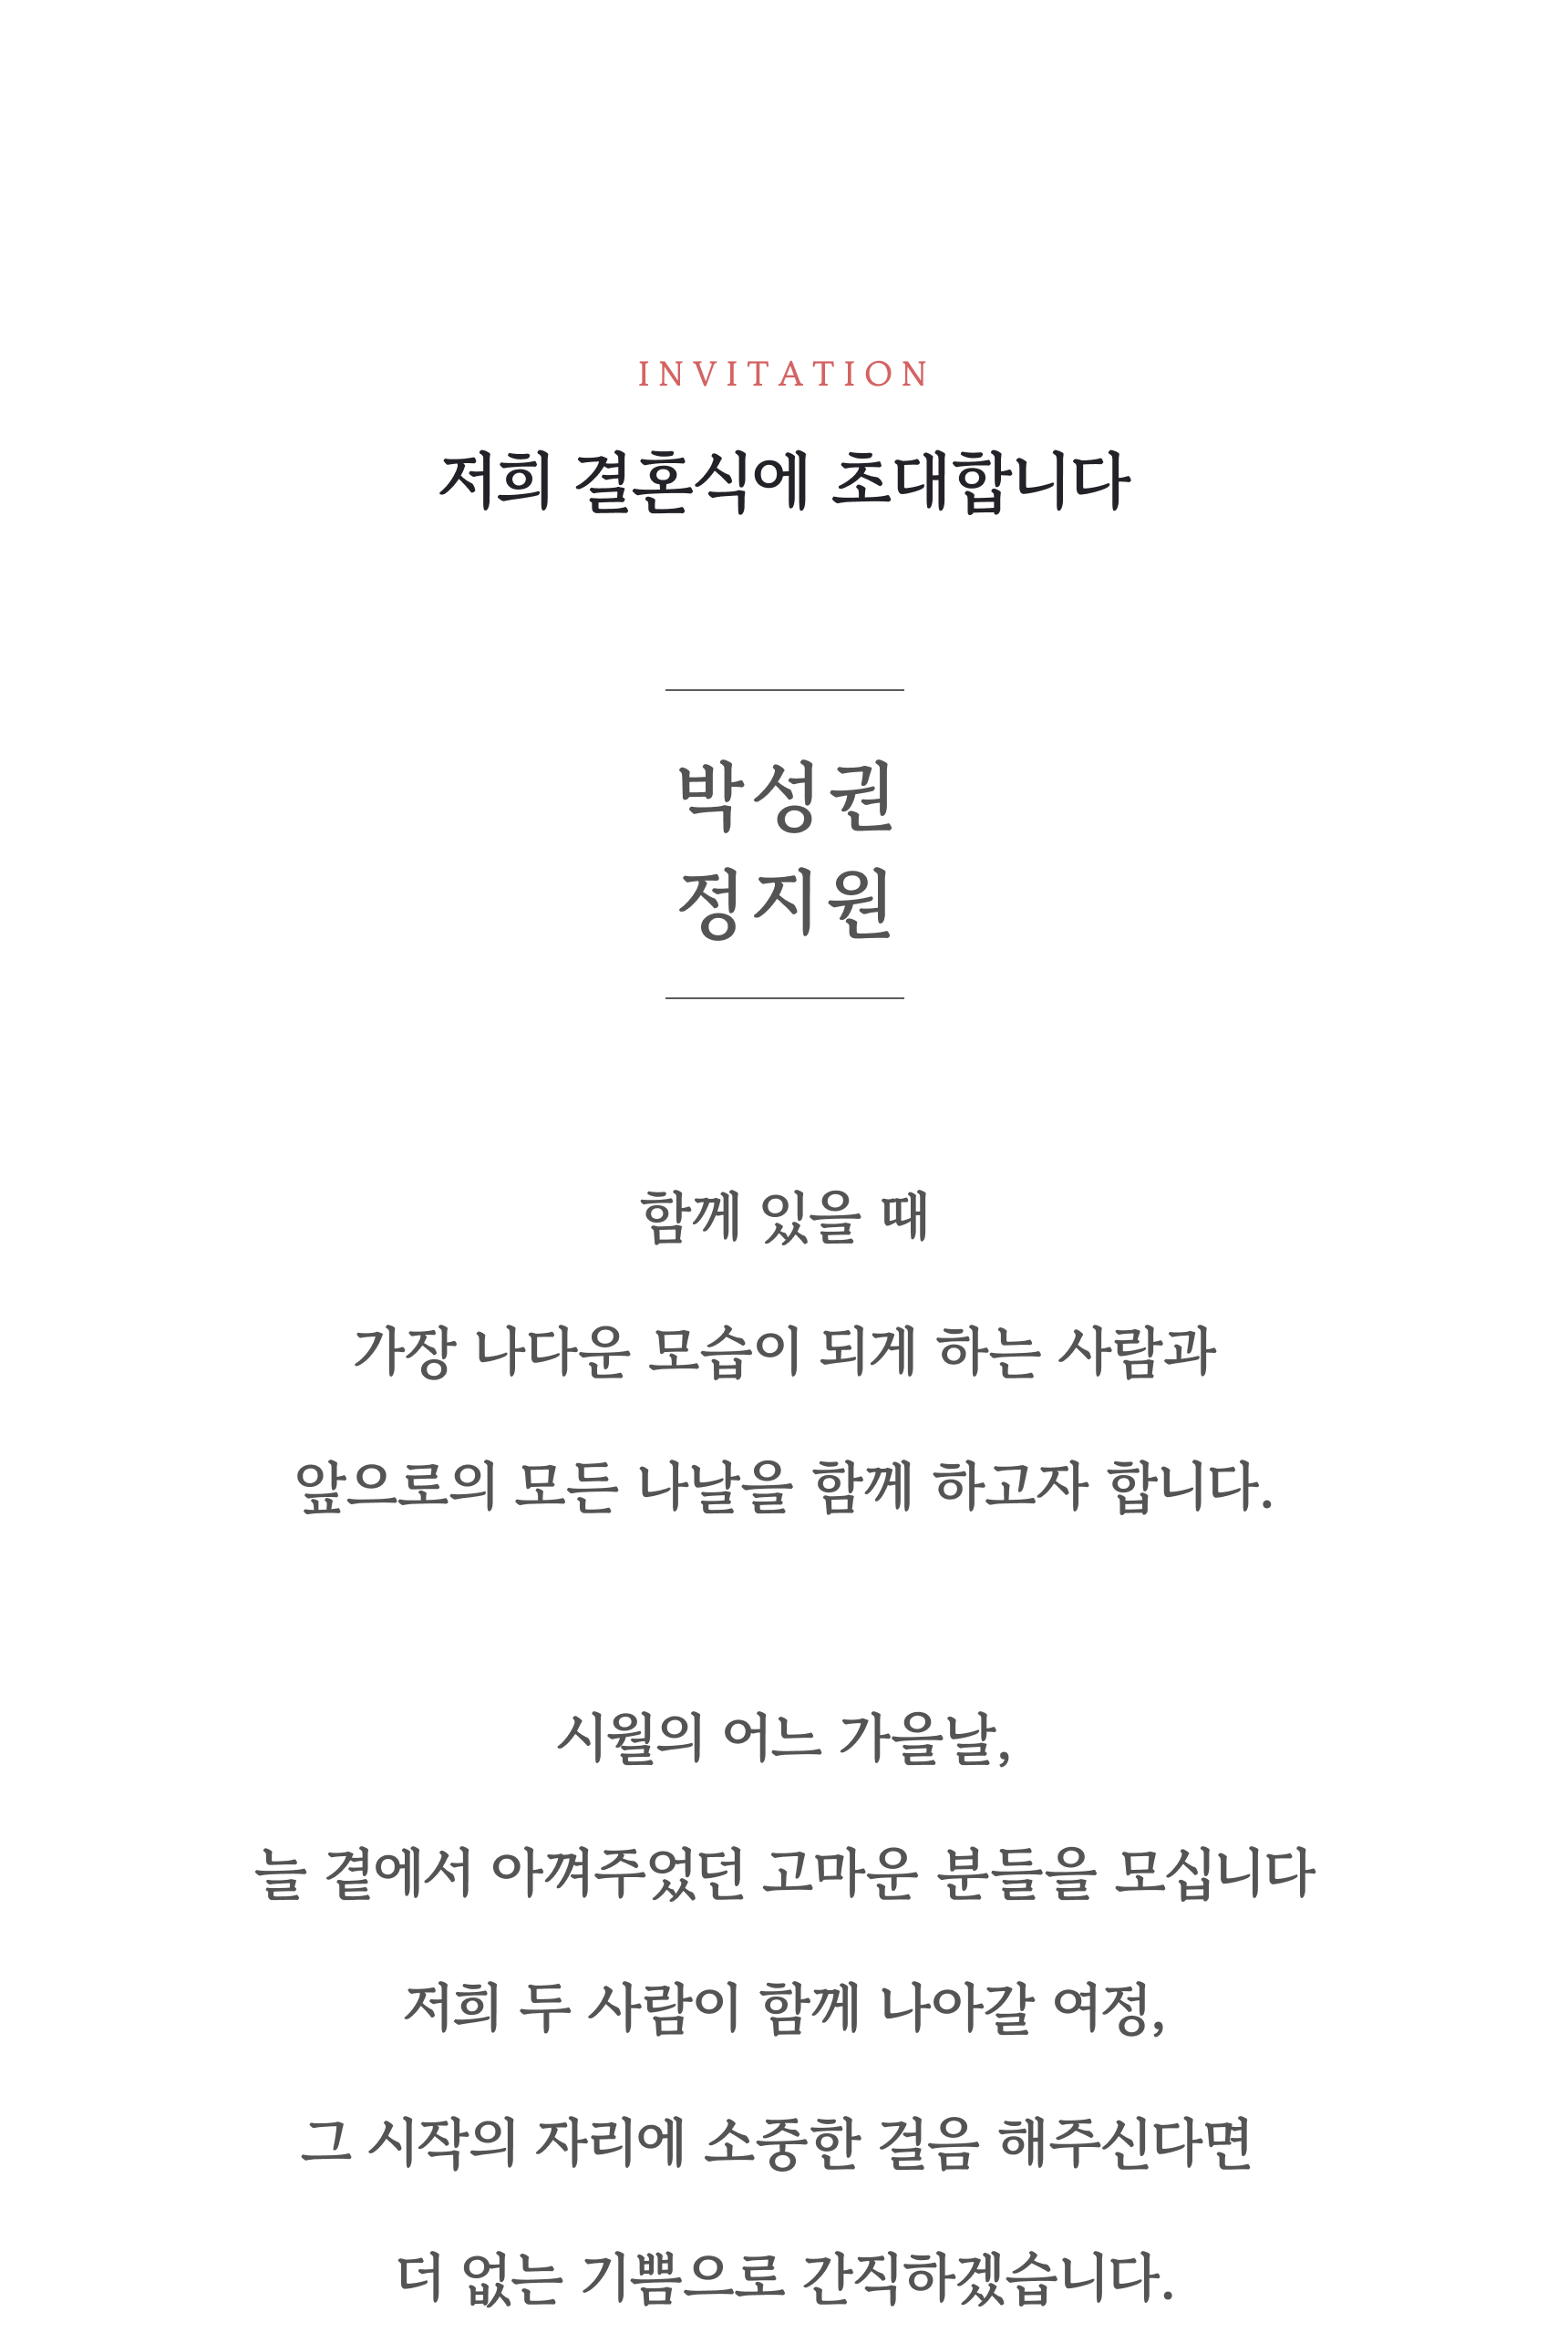 INVITATION
저희 결혼식에 초대합니다
박성권
정지원
함께 있을 때
가장 나다운 모습이 되게 하는 사람과
앞으로의 모든 나날을 함께 하고자 합니다.
시월의 어느 가을날,
늘 곁에서 아껴주었던 고마운 분들을 모십니다
저희 두 사람이 함께 나아갈 여정,
그 시작의 자리에 소중한 걸음 해주신다면
더 없는 기쁨으로 간직하겠습니다.